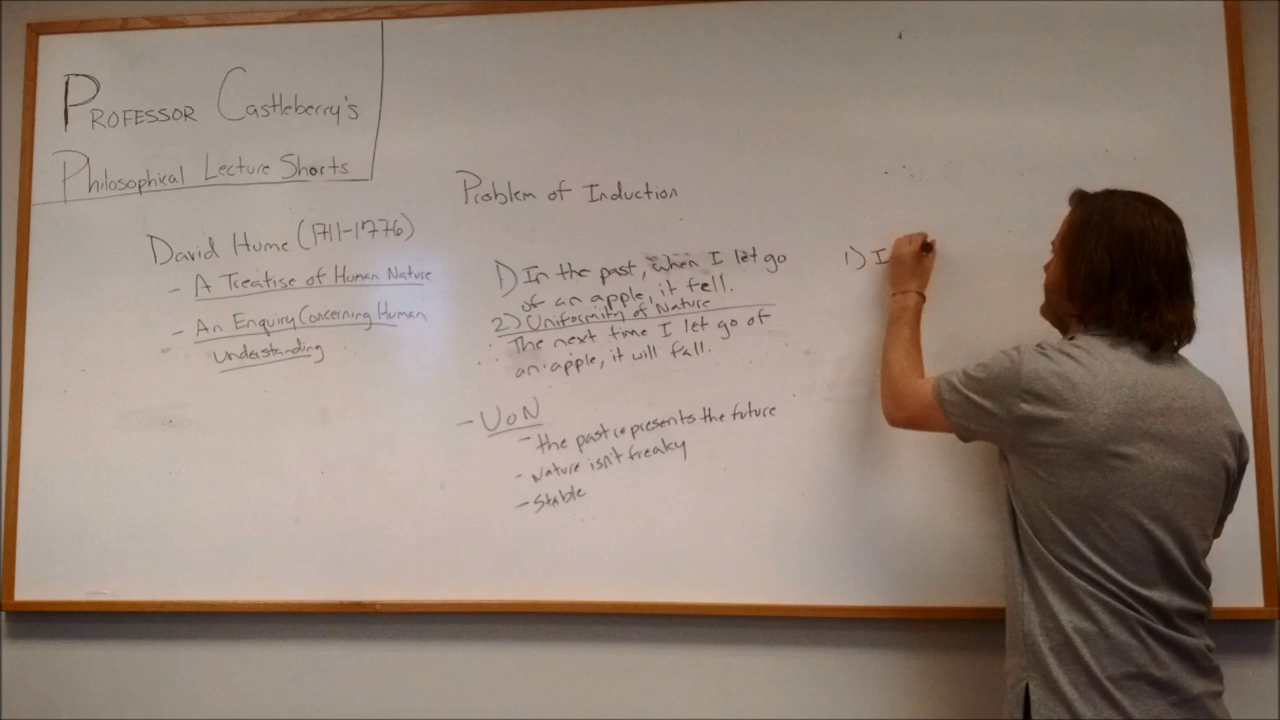 PROFESSOR Castleberry's
Philosophical Lecture Shorts
David Hume (1711-1776)
- A Treatise of Human Nature
- An Enquiry Concerning Human
Understanding
Problem of Induction
1) In the past, when I let go
of an apple, it fell.
2) Uniformity of Nature
The next time I let go of
an apple, it will fall.
- UoN
- the past represents the future
- Nature isn't freaky
- Stable
1) I